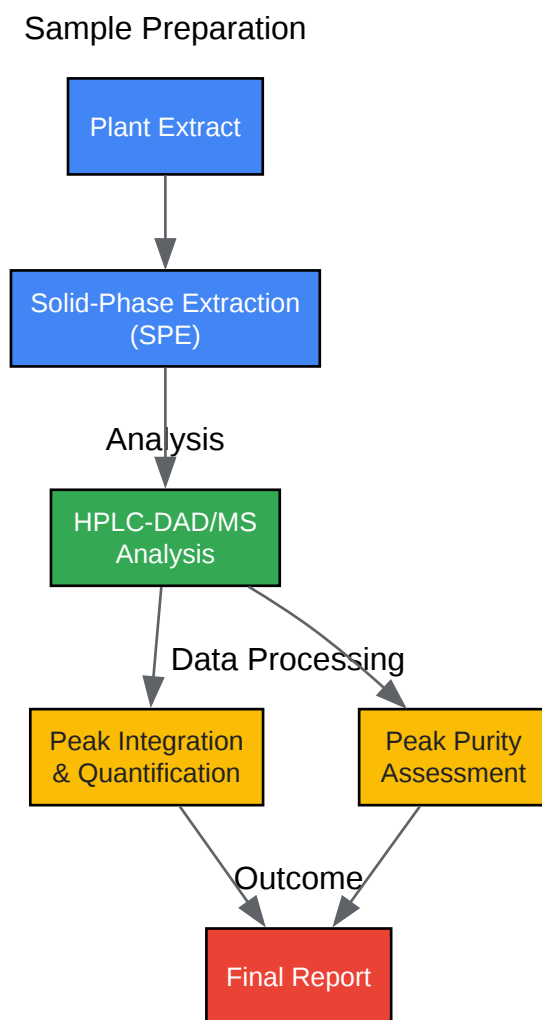 Sample Preparation
Plant Extract
Solid-Phase Extraction
(SPE)
Analysis
HPLC-DAD/MS
Analysis
Data Processing
Peak Integration
& Quantification
Peak Purity
Assessment
Outcome
Final Report